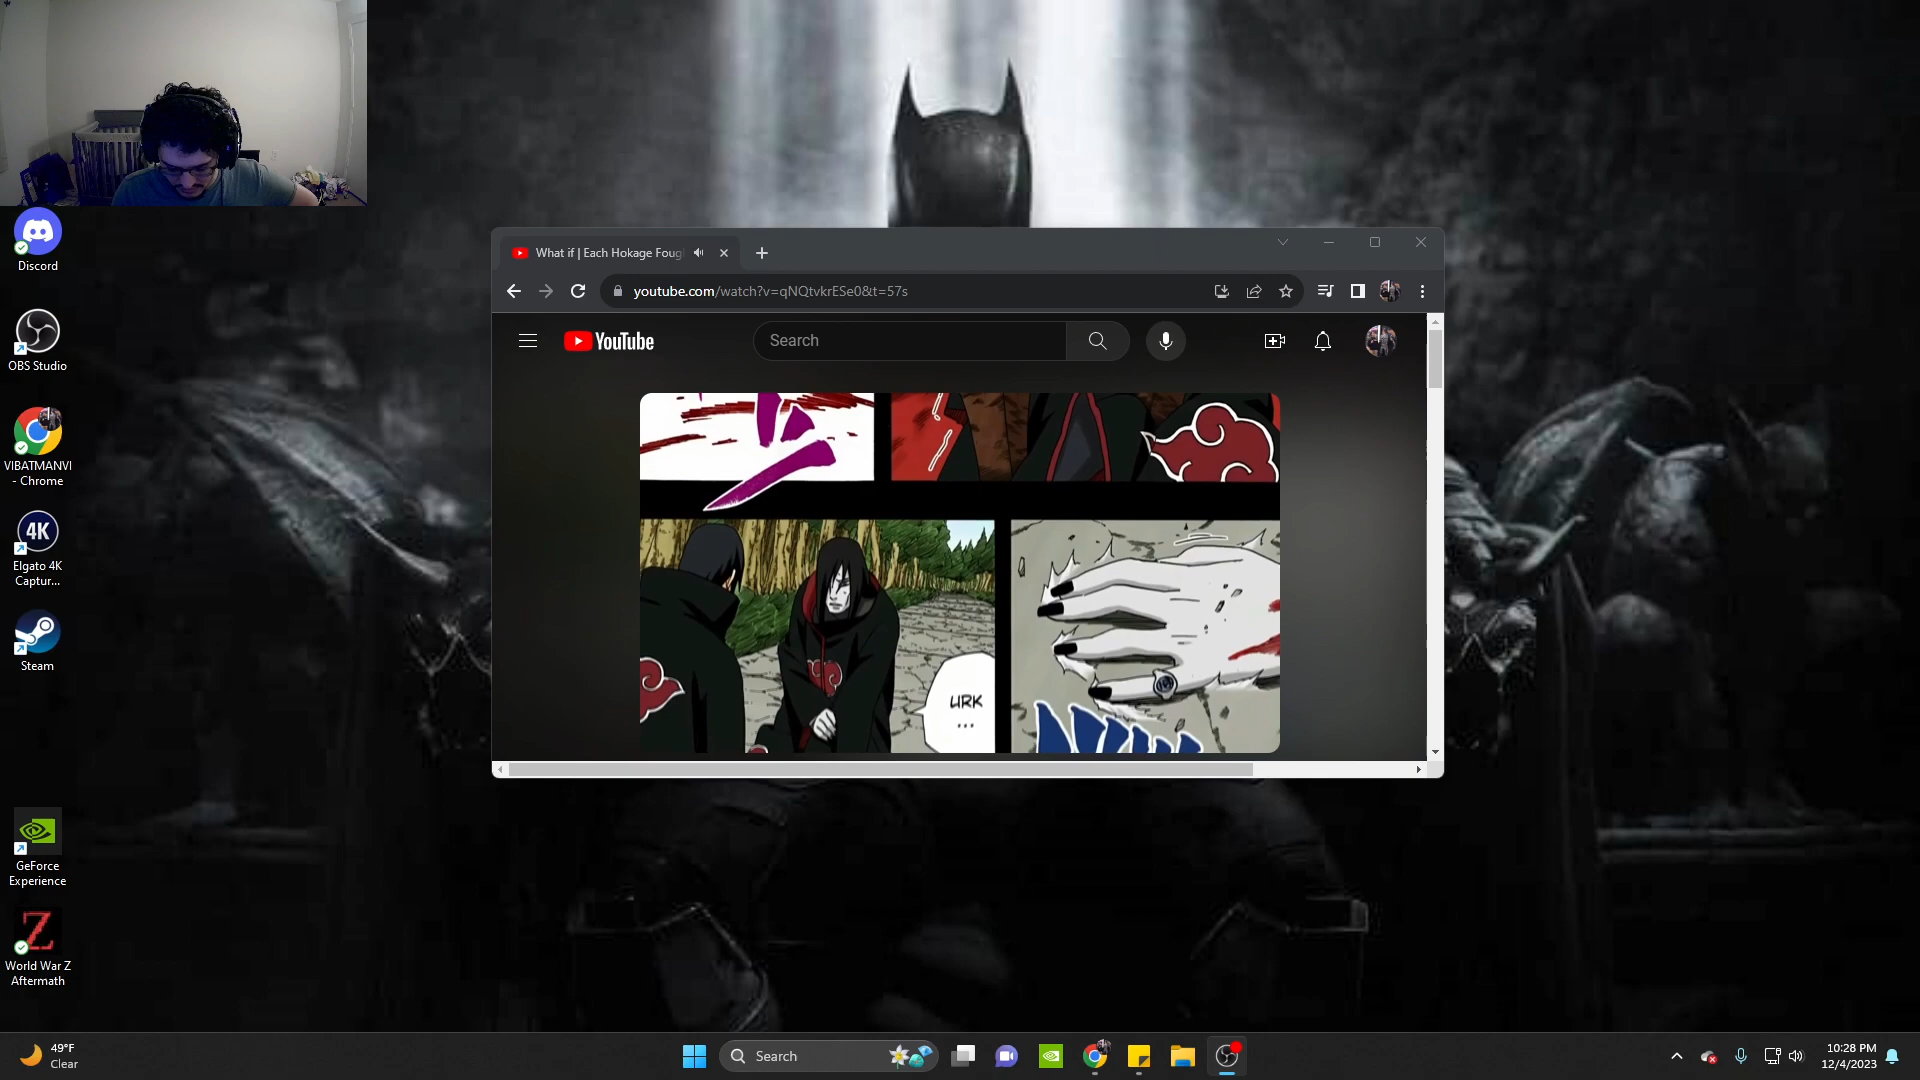 Discord
OBS Studio
VIBATMANVI
- Chrome
4K
Elgato 4K
Captur...
Steam
GeForce
Experience
Z
World War Z
Aftermath
What if | Each Hokage Foug
youtube.com/watch?v=qNQtvkrESe0&t=57s
YouTube
Search
URK
...
49°F
Clear
Search
10:28 PM
12/4/2023